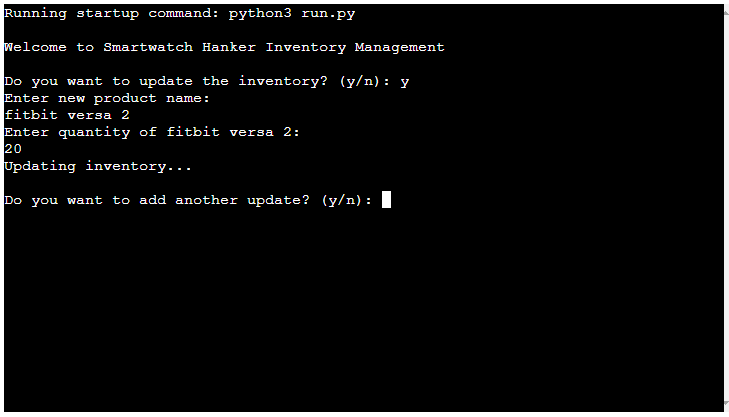 Running startup command: python3 run.py
Welcome to Smartwatch Hanker Inventory Management
Do you want to update the inventory? (y/n): y
Enter new product name:
fitbit versa 2
Enter quantity of fitbit versa 2:
20
Updating inventory...
Do you want to add another update? (y/n):